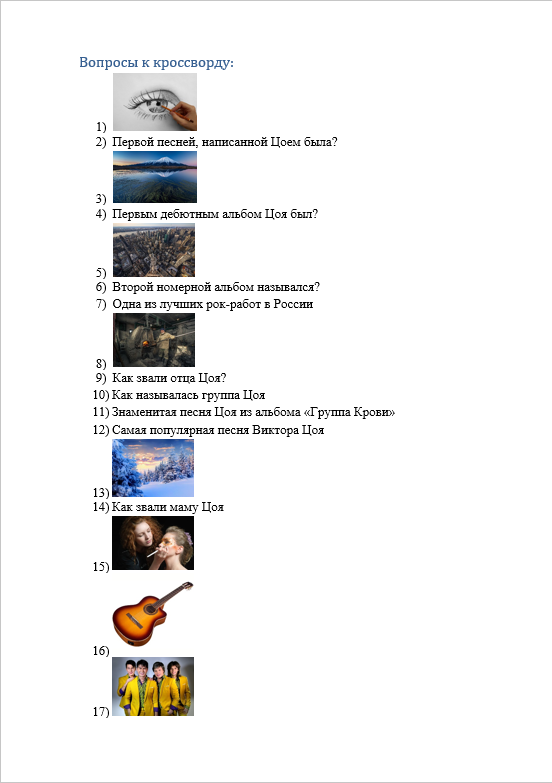 Вопросы к кроссворду:
1)
2) Первой песней, написанной Цоем была?
3)
4) Первым дебютным альбом Цоя был?
5)
6) Второй номерной альбом назывался?
7) Одна из лучших рок-работ в России
8)
9) Как звали отца Цоя?
10) Как называлась группа Цоя
11) Знаменитая песня Цоя из альбома «Группа Крови»
12) Самая популярная песня Виктора Цоя
13)
14) Как звали маму Цоя
15)
16)
17)